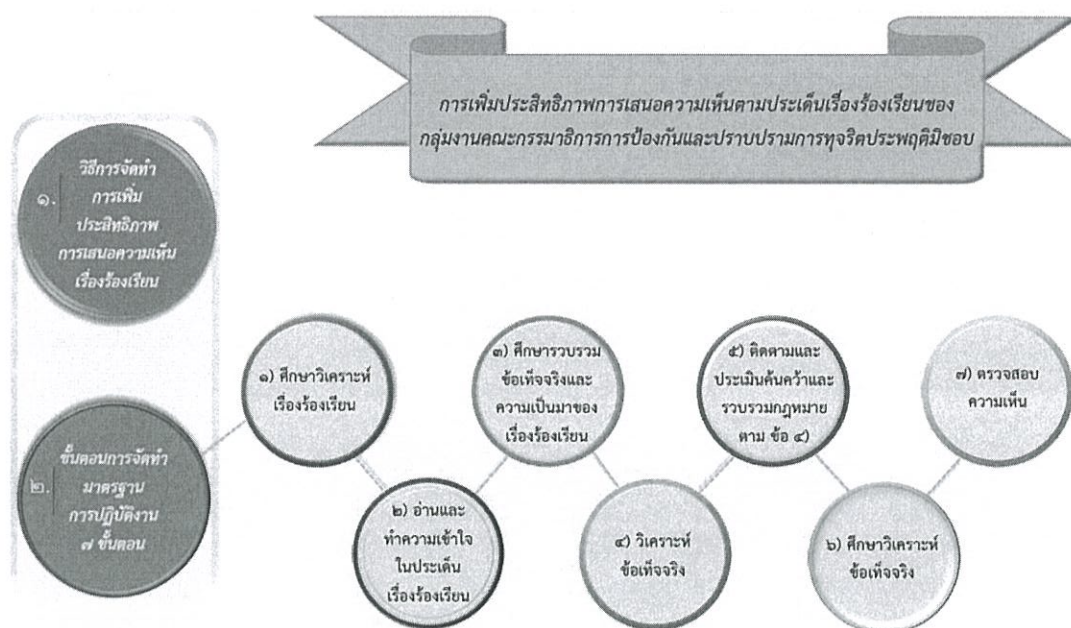 การเพิ่มประสิทธิภาพการเสนอความเห็นตามประเด็นเรื่องร้องเรียนของ
กลุ่มงานคณะกรรมาธิการการป้องกันและปราบปรามการทุจริตประพฤติมิชอบ
๑.
วิธีการจัดทำ
การเพิ่ม
ประสิทธิภาพ
การเสนอความเห็น
เรื่องร้องเรียน
๒.
ขั้นตอนการจัดทำ
มาตรฐาน
การปฏิบัติงาน
๗ ขั้นตอน
๑) ศึกษาวิเคราะห์
เรื่องร้องเรียน
๒) อ่านและ
ทำความเข้าใจ
ในประเด็น
เรื่องร้องเรียน
๓) ศึกษารวบรวม
ข้อเท็จจริงและ
ความเป็นมาของ
เรื่องร้องเรียน
๔) วิเคราะห์
ข้อเท็จจริง
๕) ติดตามและ
ประเมินค้นคว้าและ
รวบรวมกฎหมาย
ตาม ข้อ ๔)
๖) ศึกษาวิเคราะห์
ข้อเท็จจริง
๗) ตรวจสอบ
ความเห็น